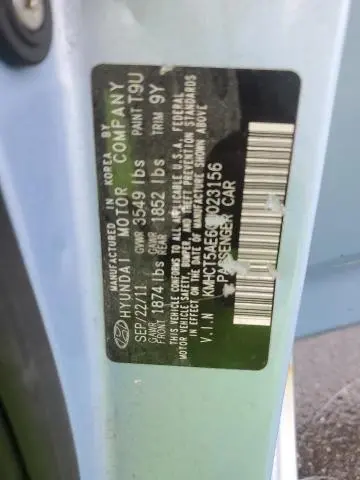 MANUFACTURED IN KOREA BY
HYUNDAI MOTOR COMPANY
SEP/22/11 GVWR 3549 lbs PAINT T9U
GAWR FRONT 1874 lbs GAWR REAR 1852 lbs TRIM 9Y
THIS VEHICLE CONFORMS TO ALL APPLICABLE U.S.A. FEDERAL
MOTOR VEHICLE SAFETY, BUMPER, AND THEFT PREVENTION STANDARDS
IN EFFECT ON THE DATE OF MANUFACTURE SHOWN ABOVE
V.I.N
PASSENGER CAR